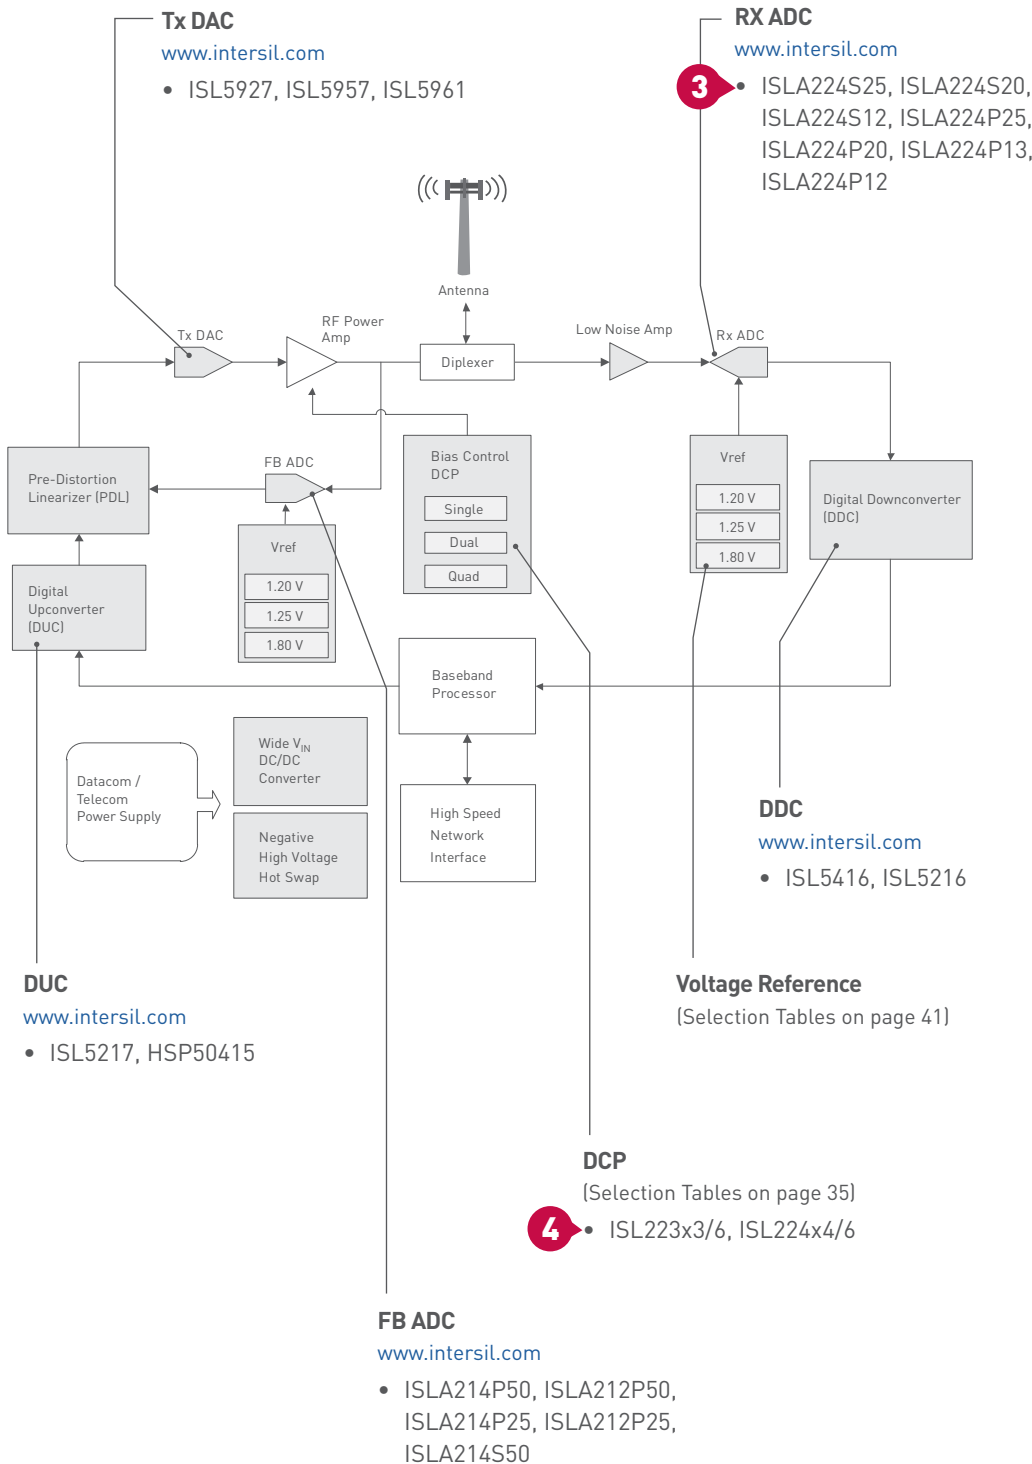 Tx DAC
www.intersil.com
• ISL5927, ISL5957, ISL5961
RX ADC
www.intersil.com
3
• ISLA224S25, ISLA224S20,
ISLA224S12, ISLA224P25,
ISLA224P20, ISLA224P13,
ISLA224P12
Antenna
Tx DAC
RF Power
Amp
Diplexer
Low Noise Amp
Rx ADC
Pre-Distortion
Linearizer (PDL)
FB ADC
Vref
1.20 V
1.25 V
1.80 V
Bias Control
DCP
Single
Dual
Quad
Vref
1.20 V
1.25 V
1.80 V
Digital Downconverter
(DDC)
Digital
Upconverter
(DUC)
Baseband
Processor
Datacom /
Telecom
Power Supply
Wide VIN
DC/DC
Converter
Negative
High Voltage
Hot Swap
High Speed
Network
Interface
DDC
www.intersil.com
• ISL5416, ISL5216
DUC
www.intersil.com
• ISL5217, HSP50415
Voltage Reference
(Selection Tables on page 41)
DCP
(Selection Tables on page 35)
4
• ISL223x3/6, ISL224x4/6
FB ADC
www.intersil.com
• ISLA214P50, ISLA212P50,
ISLA214P25, ISLA212P25,
ISLA214S50